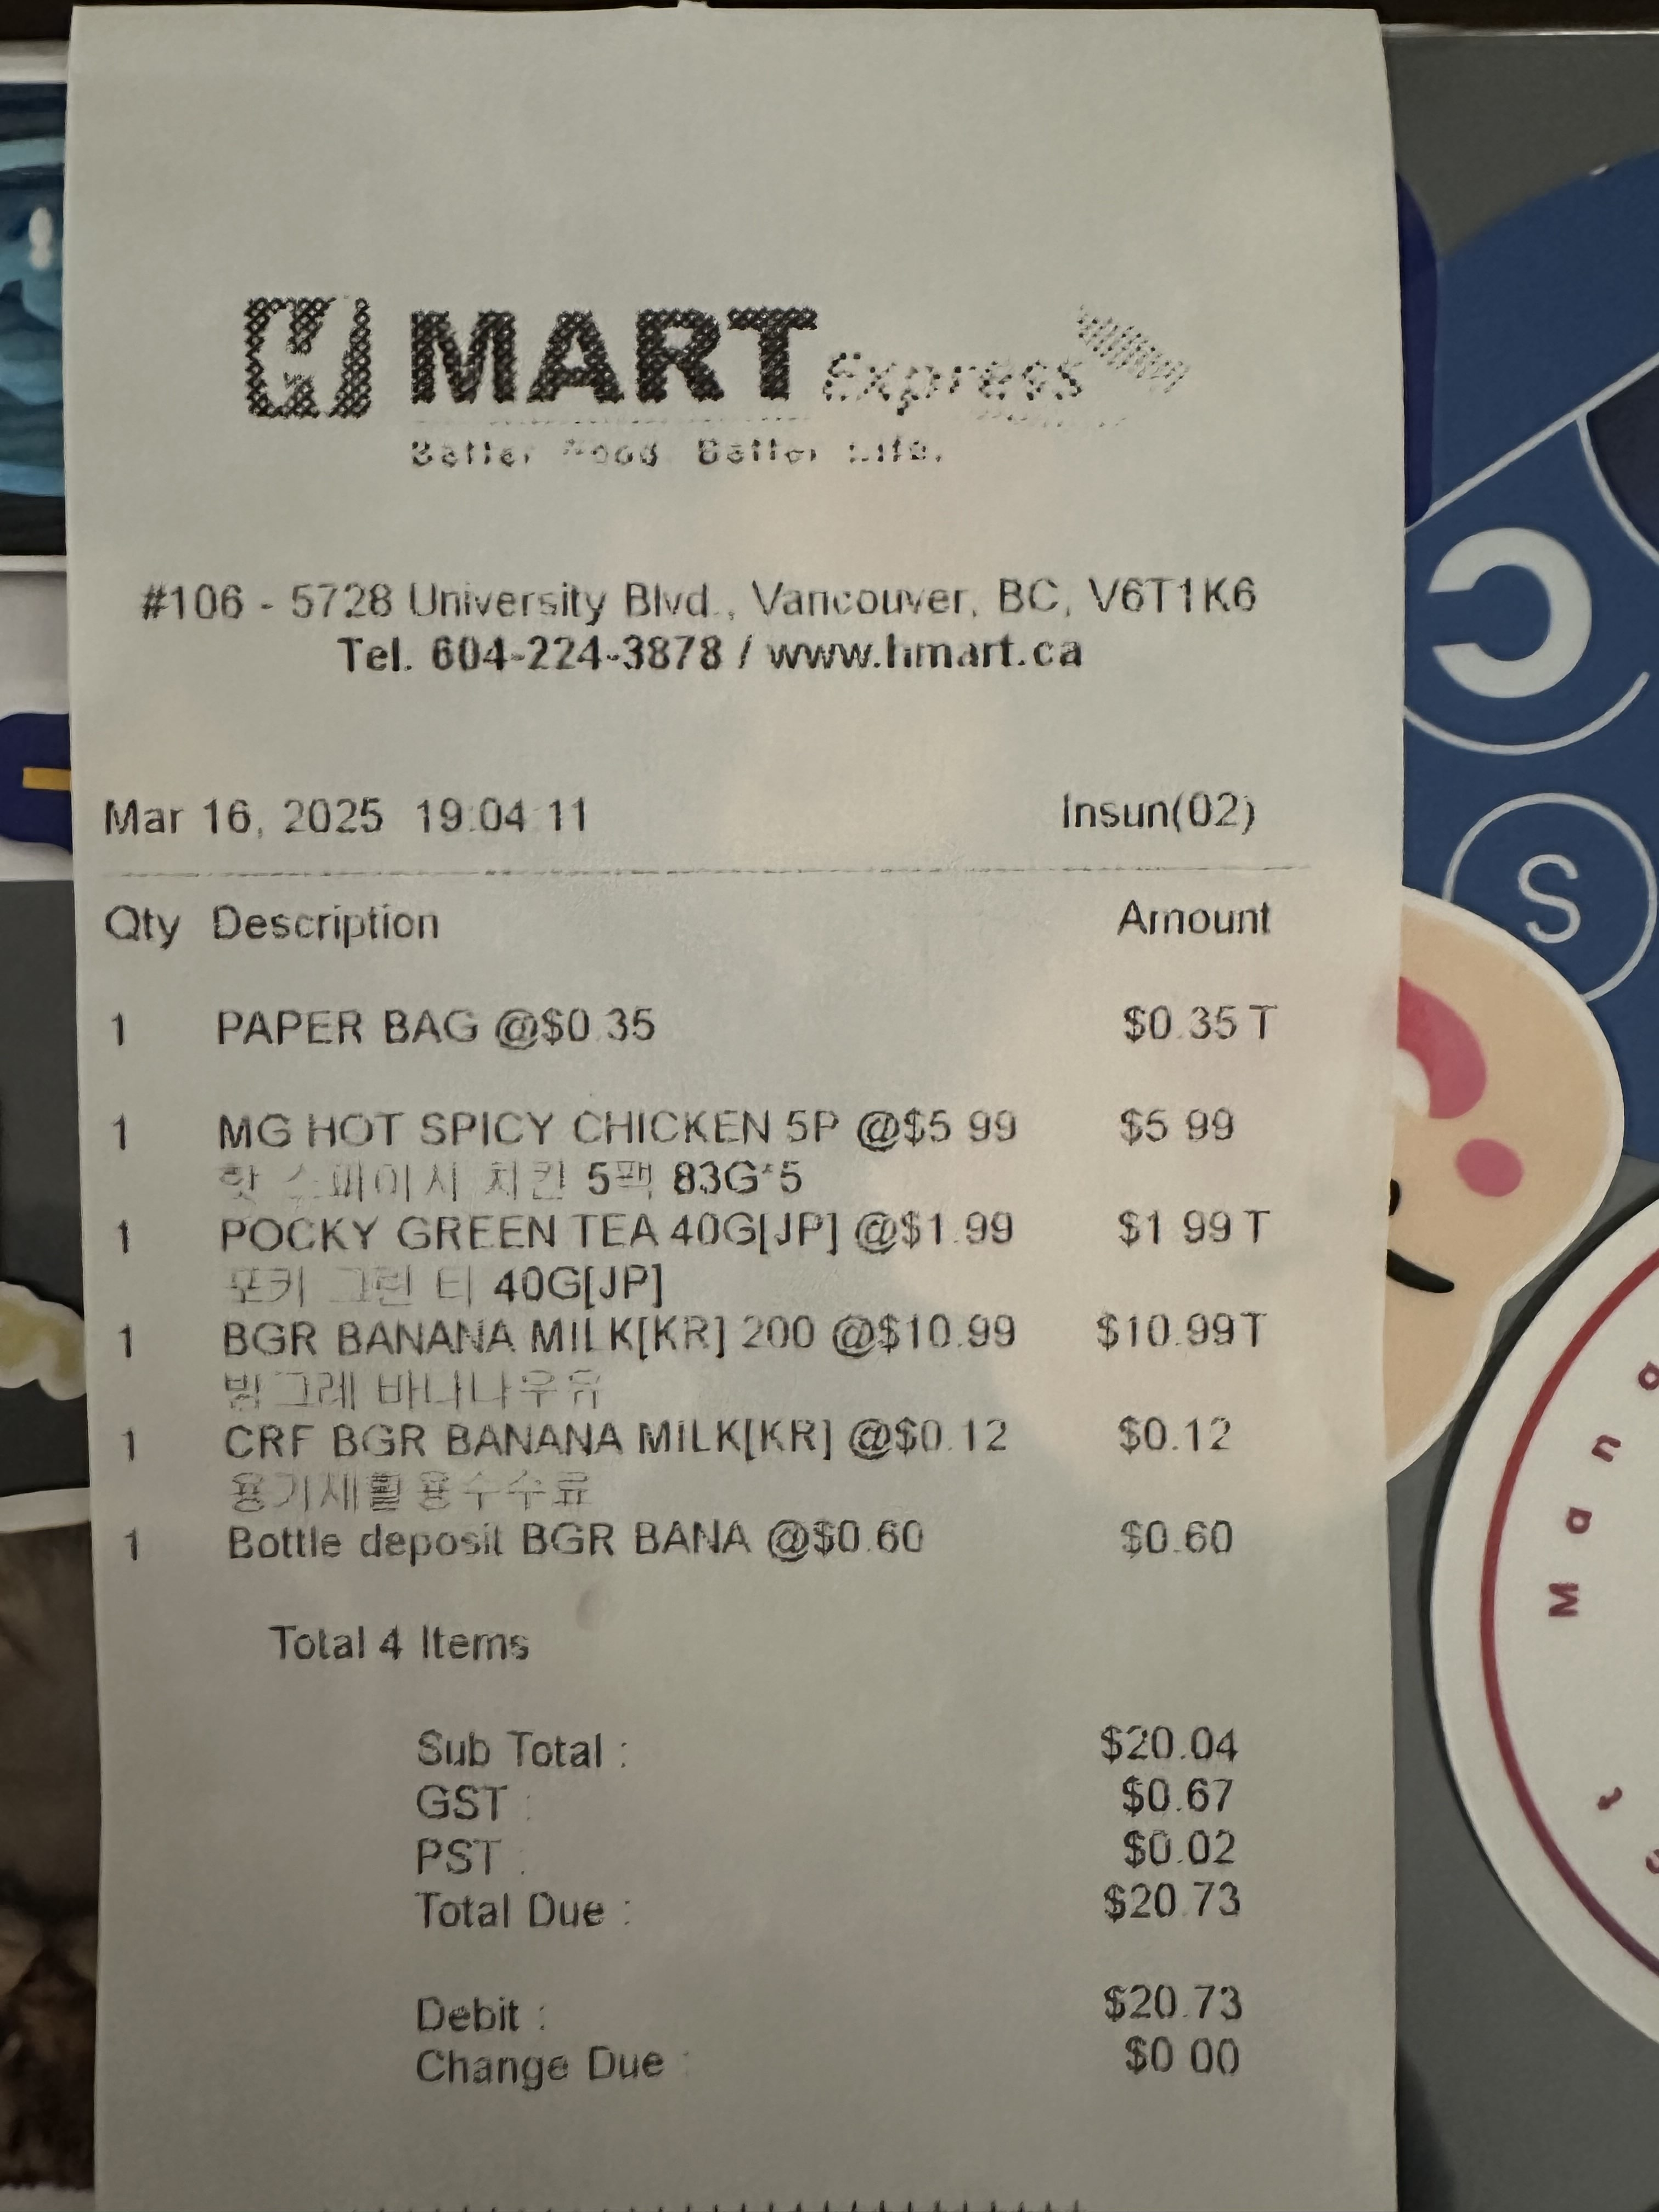 H MART Express
Better Food. Better Life.
#106 - 5728 University Blvd., Vancouver, BC, V6T1K6
Tel. 604-224-3878 / www.hmart.ca
Mar 16, 2025 19:04:11 Insun(02)
Qty Description Amount
1 PAPER BAG @$0.35 $0.35 T
1 MG HOT SPICY CHICKEN 5P @$5.99 $5.99
핫 스파이시 치킨 5팩 83G*5
1 POCKY GREEN TEA 40G[JP] @$1.99 $1.99 T
포키 그린 티 40G[JP]
1 BGR BANANA MILK[KR] 200 @$10.99 $10.99T
빙그레 바나나우유
1 CRF BGR BANANA MILK[KR] @$0.12 $0.12
용기재활용수수료
1 Bottle deposit BGR BANA @$0.60 $0.60
Total 4 Items
Sub Total : $20.04
GST : $0.67
PST : $0.02
Total Due : $20.73
Debit : $20.73
Change Due : $0.00
C
S